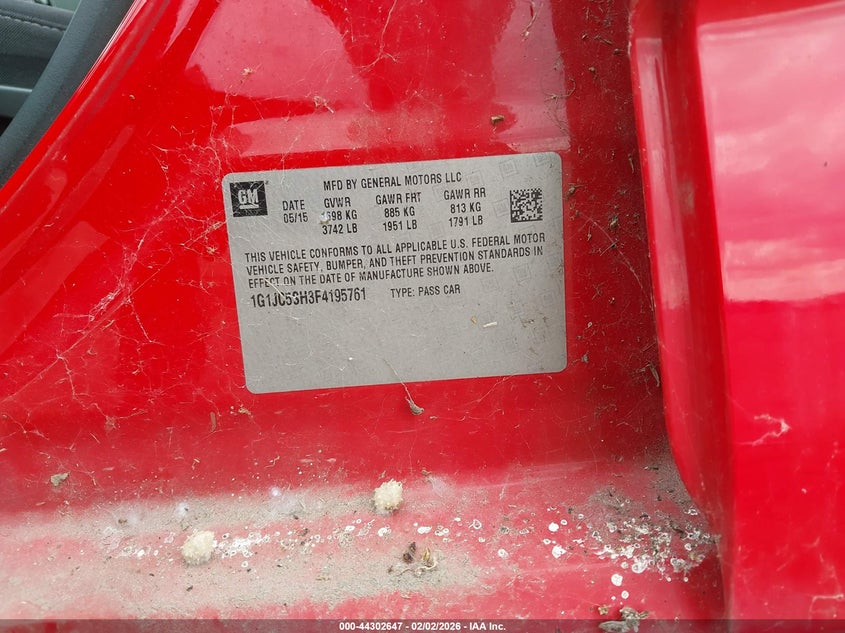 MFD BY GENERAL MOTORS LLC
GM
DATE GVWR GAWR FRT GAWR RR
05/15 1698 KG 885 KG 813 KG
3742 LB 1951 LB 1791 LB
THIS VEHICLE CONFORMS TO ALL APPLICABLE U.S. FEDERAL MOTOR
VEHICLE SAFETY, BUMPER, AND THEFT PREVENTION STANDARDS IN
EFFECT ON THE DATE OF MANUFACTURE SHOWN ABOVE.
1G1JC5SH3F4195761 TYPE: PASS CAR
000-44302647 - 02/02/2026 - IAA Inc.